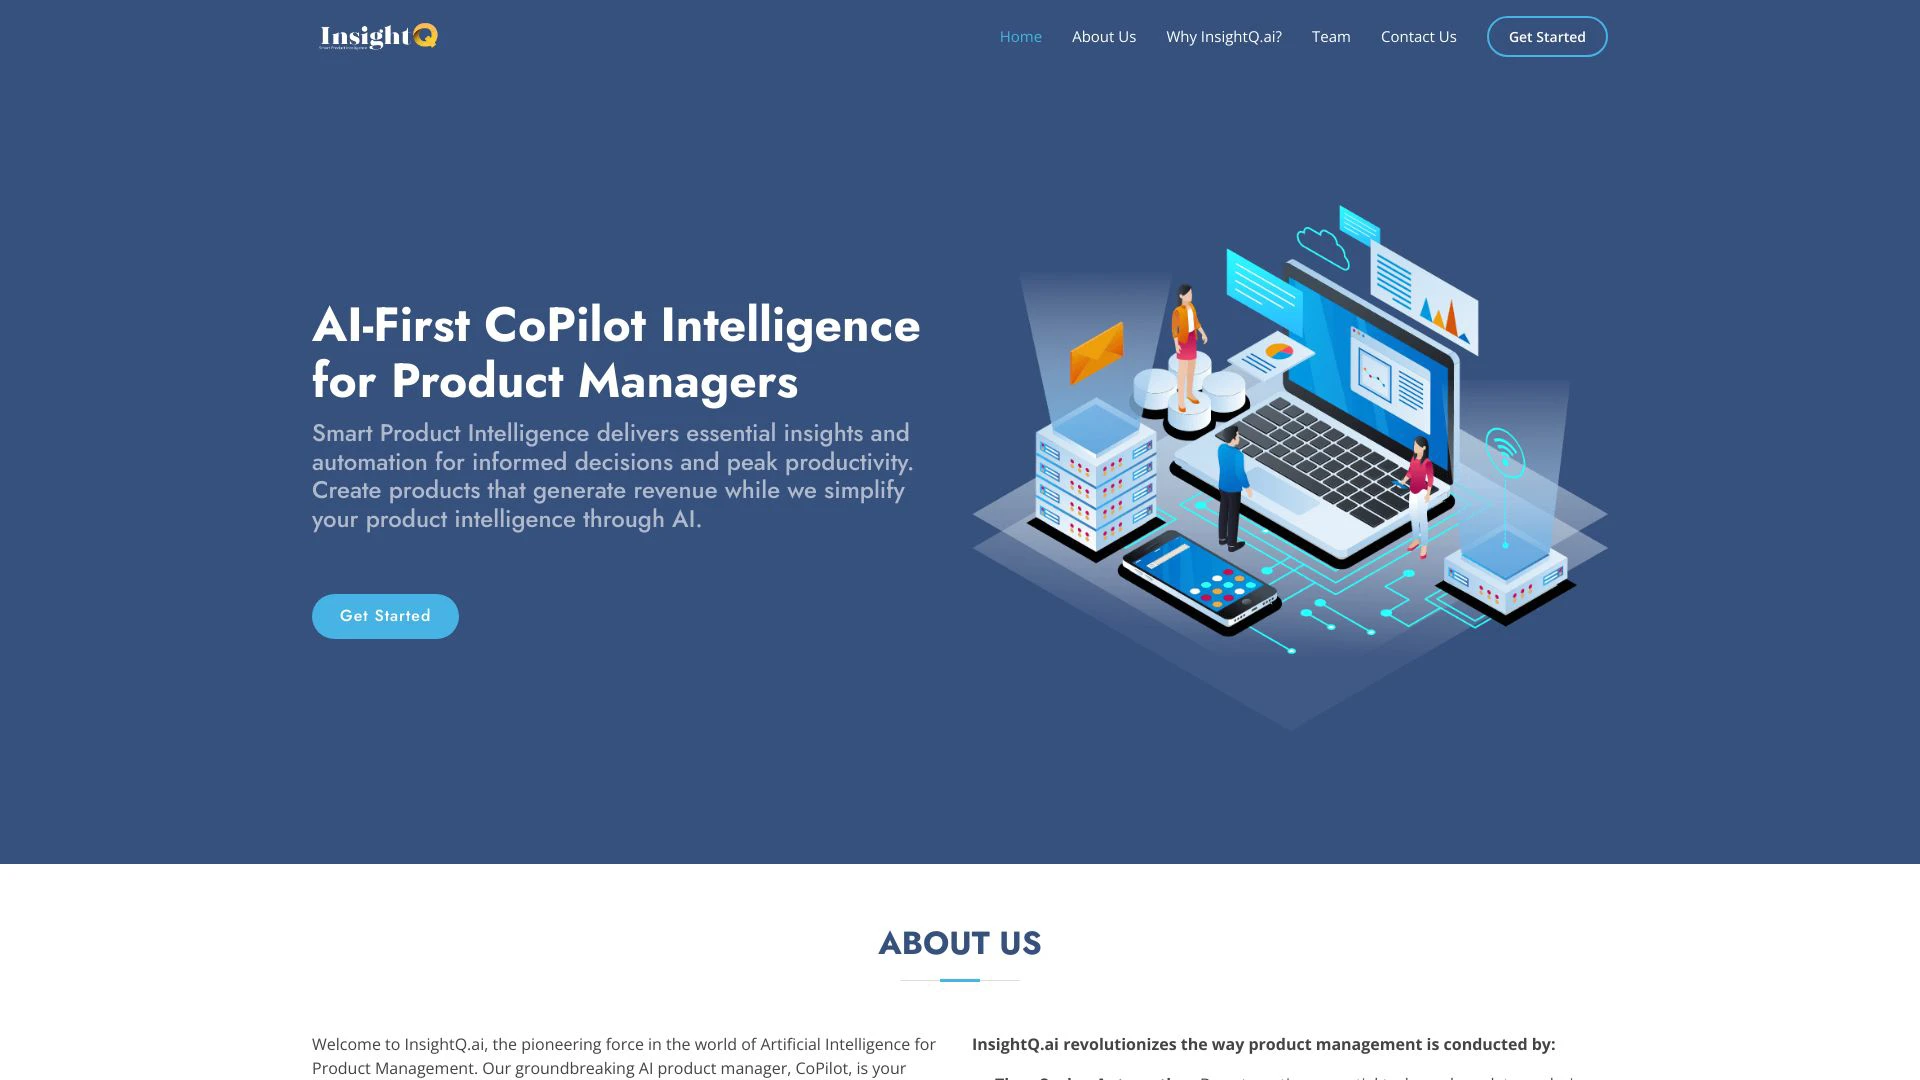 InsightQ
Home
About Us
Why InsightQ.ai?
Team
Contact Us
Get Started
AI-First CoPilot Intelligence
for Product Managers
Smart Product Intelligence delivers essential insights and
automation for informed decisions and peak productivity.
Create products that generate revenue while we simplify
your product intelligence through AI.
Get Started
ABOUT US
Welcome to InsightQ.ai, the pioneering force in the world of Artificial Intelligence for
Product Management. Our groundbreaking AI product manager, CoPilot, is your
InsightQ.ai revolutionizes the way product management is conducted by: